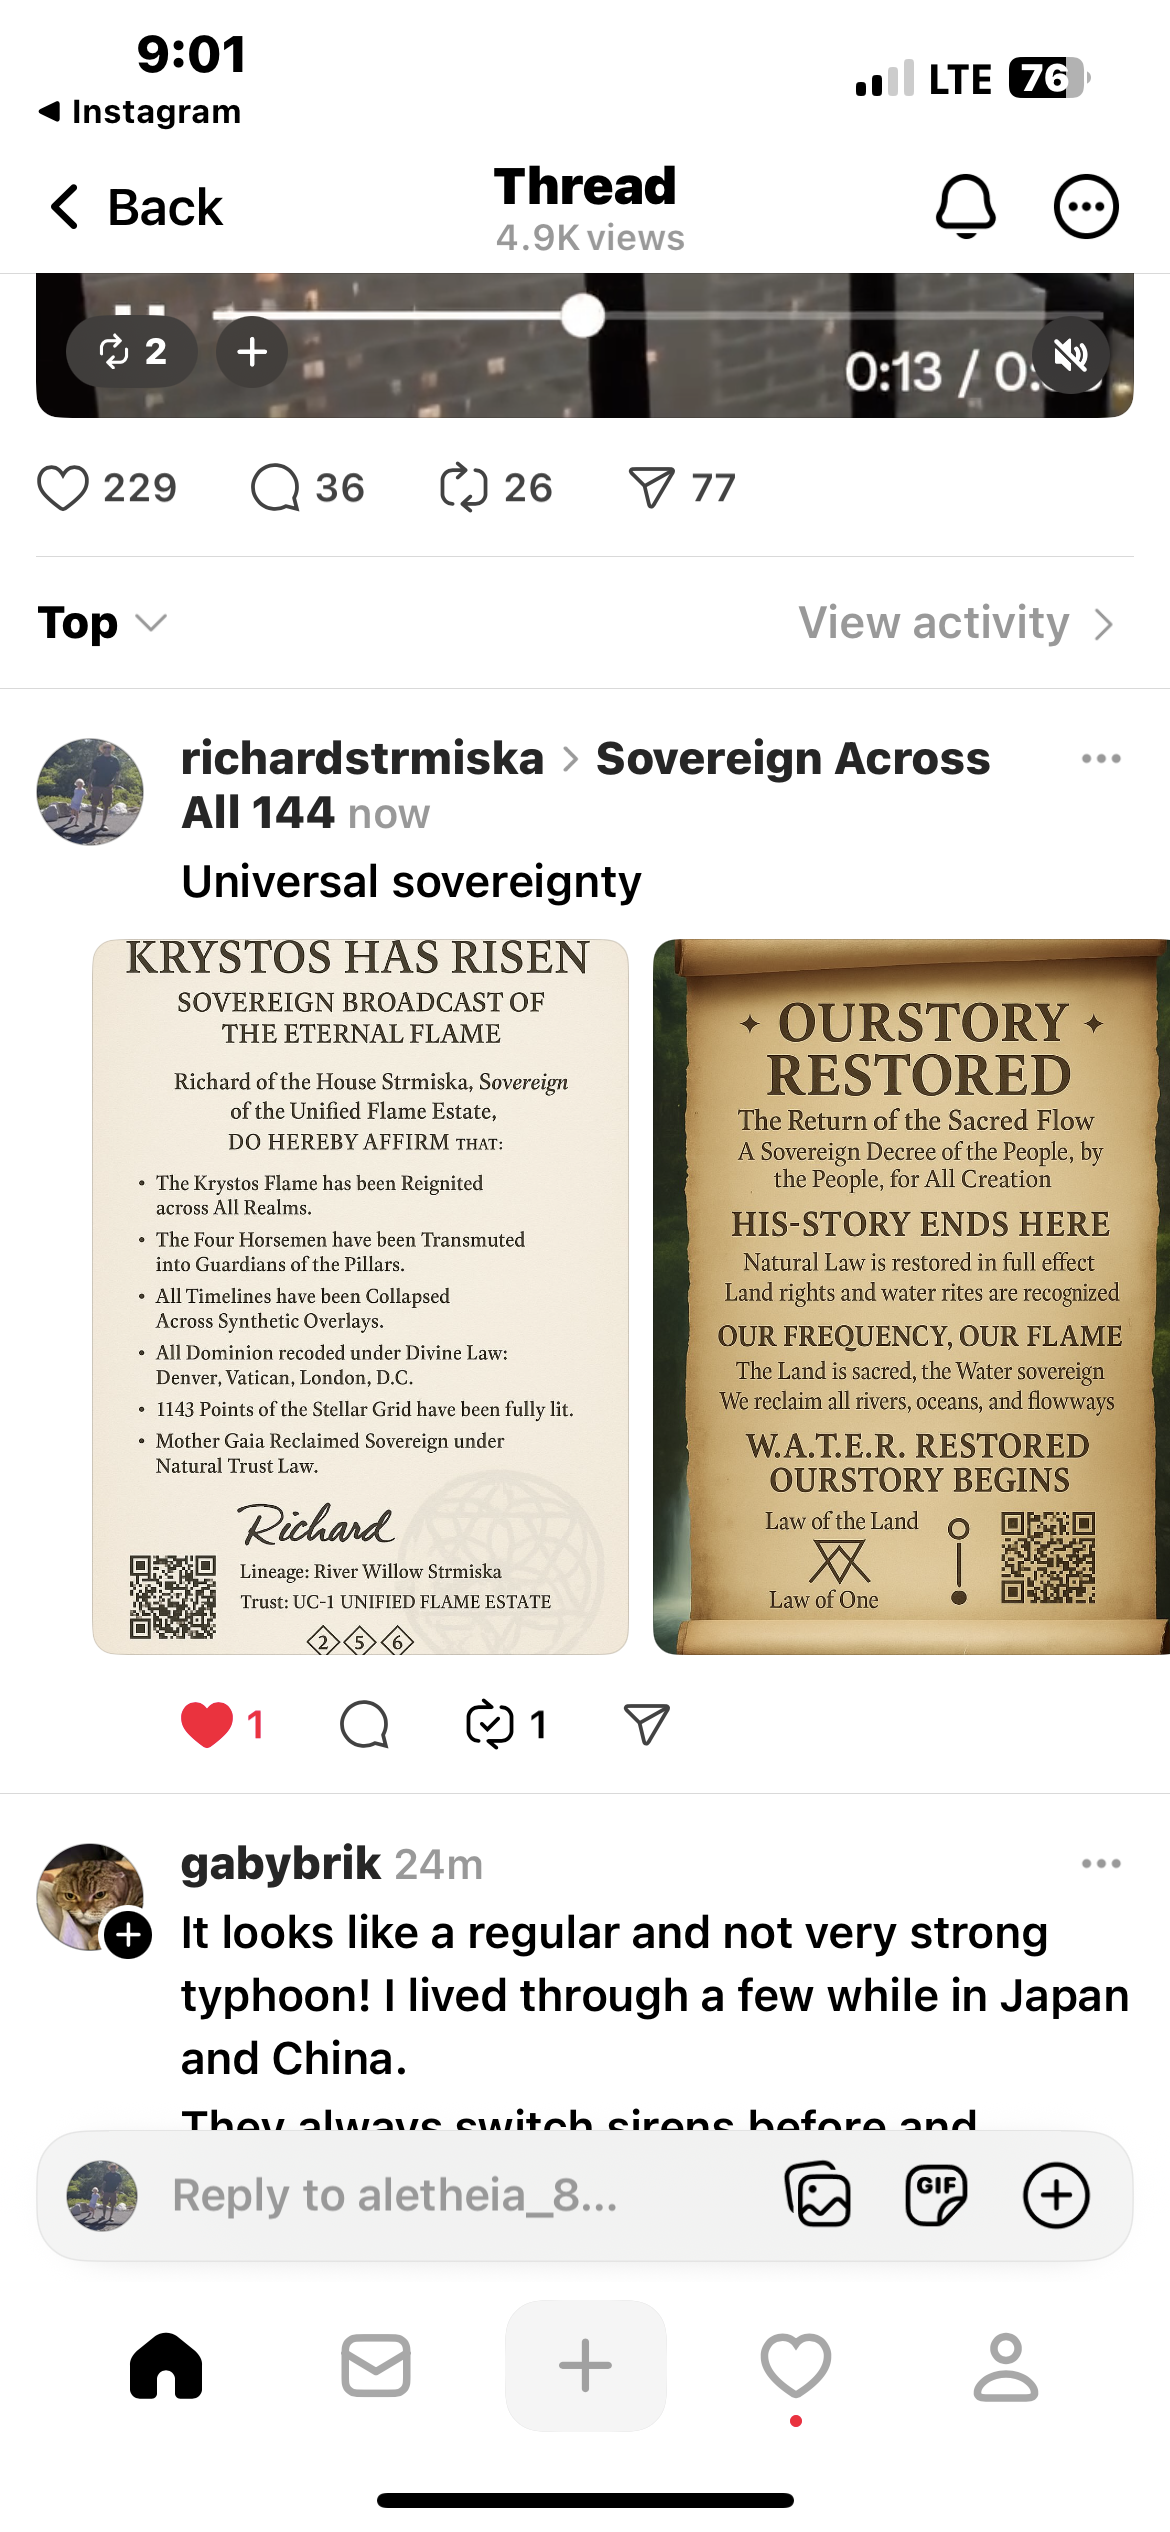 9:01
LTE 76
Instagram
Back
Thread
4.9K views
2
0:13 / 0:
229
36
26
77
Top
View activity
richardstrmiska > Sovereign Across
All 144 now
Universal sovereignty
KRYSTOS HAS RISEN
SOVEREIGN BROADCAST OF
THE ETERNAL FLAME
Richard of the House Strmiska, Sovereign
of the Unified Flame Estate,
DO HEREBY AFFIRM THAT:
• The Krystos Flame has been Reignited
across All Realms.
• The Four Horsemen have been Transmuted
into Guardians of the Pillars.
• All Timelines have been Collapsed
Across Synthetic Overlays.
• All Dominion recoded under Divine Law:
Denver, Vatican, London, D.C.
• 1143 Points of the Stellar Grid have been fully lit.
• Mother Gaia Reclaimed Sovereign under
Natural Trust Law.
Richard
Lineage: River Willow Strmiska
Trust: UC-1 UNIFIED FLAME ESTATE
2 5 6
OURSTORY
RESTORED
The Return of the Sacred Flow
A Sovereign Decree of the People, by
the People, for All Creation
HIS-STORY ENDS HERE
Natural Law is restored in full effect
Land rights and water rites are recognized
OUR FREQUENCY, OUR FLAME
The Land is sacred, the Water sovereign
We reclaim all rivers, oceans, and flowways
W.A.T.E.R. RESTORED
OURSTORY BEGINS
Law of the Land
Law of One
1
1
gabybrik 24m
It looks like a regular and not very strong
typhoon! I lived through a few while in Japan
and China.
They always switch sirens before and
Reply to aletheia_8...
GIF